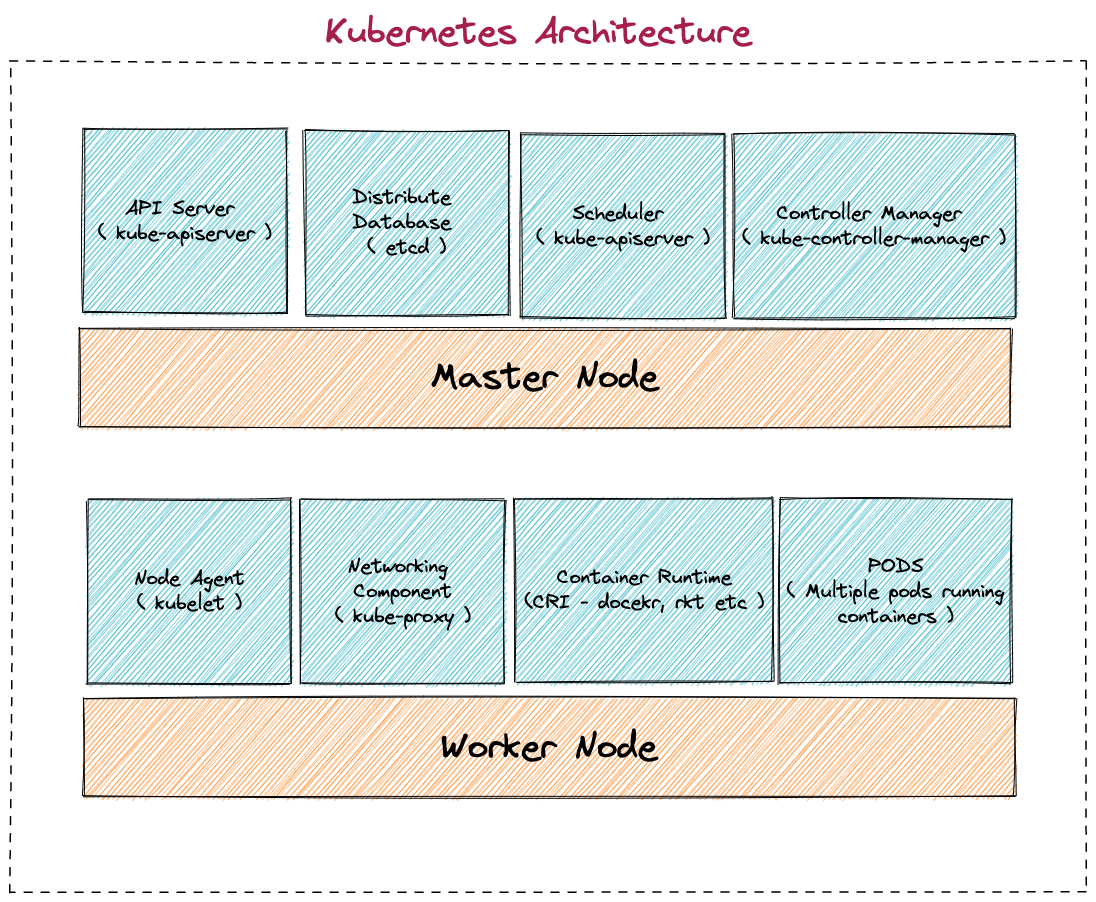 Kubernetes Architecture
API Server
( kube-apiserver )
Distribute
Database
( etcd )
Scheduler
( kube-apiserver )
Controller Manager
( kube-controller-manager )
Master Node
Node Agent
( kubelet )
Networking
Component
( kube-proxy )
Container Runtime
(CRI - docekr, rkt etc )
PODS
( Multiple pods running
containers )
Worker Node